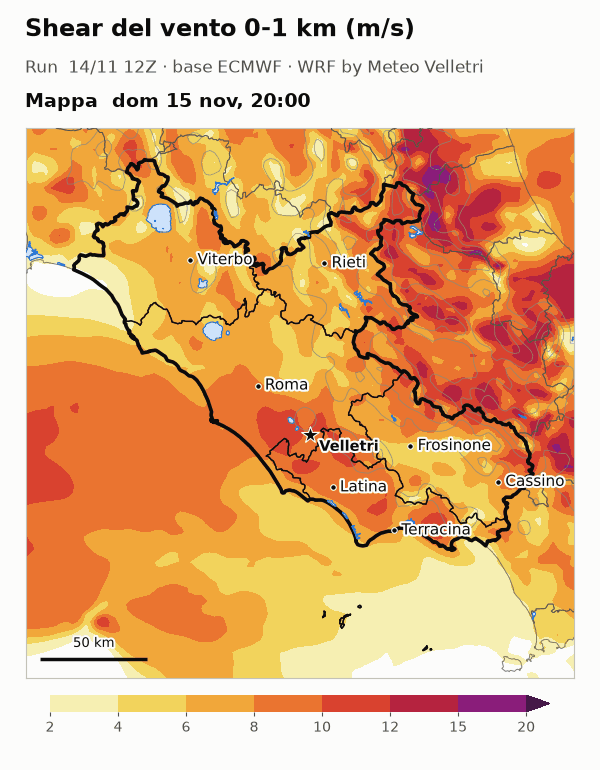 Shear del vento 0-1 km (m/s)
Run  14/11 12Z · base ECMWF · WRF by Meteo Velletri
Mappa  dom 15 nov, 20:00
Viterbo
Rieti
Roma
Velletri
Frosinone
Latina
Cassino
Terracina
50 km
2 4 6 8 10 12 15 20